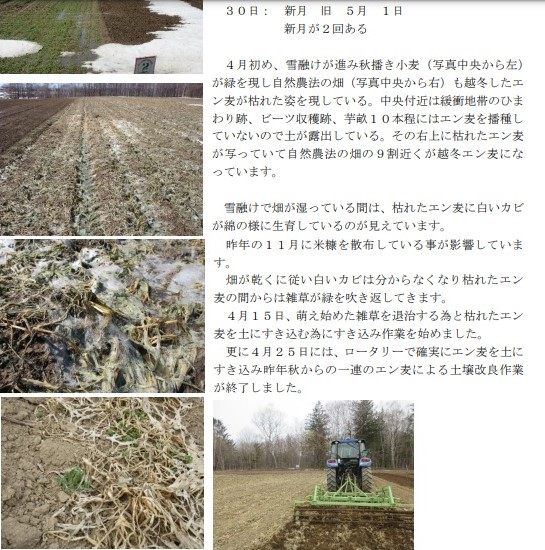 30日： 新月 旧 5月 1日
新月が2回ある
4月初め、雪融けが進み秋播き小麦（写真中央から左）
が緑を現し自然農法の畑（写真中央から右）も越冬したエ
ン麦が枯れた姿を現している。中央付近は緩衝地帯のひま
わり跡、ビーツ収穫跡、芋畝10本程にはエン麦を播種し
ていないので土が露出している。その右上に枯れたエン麦
が写っていて自然農法の畑の9割近くが越冬エン麦にな
っています。
雪融けで畑が湿っている間は、枯れたエン麦に白いカビ
が綿の様に生育しているのが見えています。
昨年の11月に米糠を散布している事が影響していま
す。
畑が乾くに従い白いカビは分からなくなり枯れたエン
麦の間からは雑草が緑を吹き返してきます。
4月15日、萌え始めた雑草を退治する為と枯れたエン
麦を土にすき込む為にすき込み作業を始めました。
更に4月25日には、ロータリーで確実にエン麦を土に
すき込み昨年秋からの一連のエン麦による土壌改良作業
が終了しました。